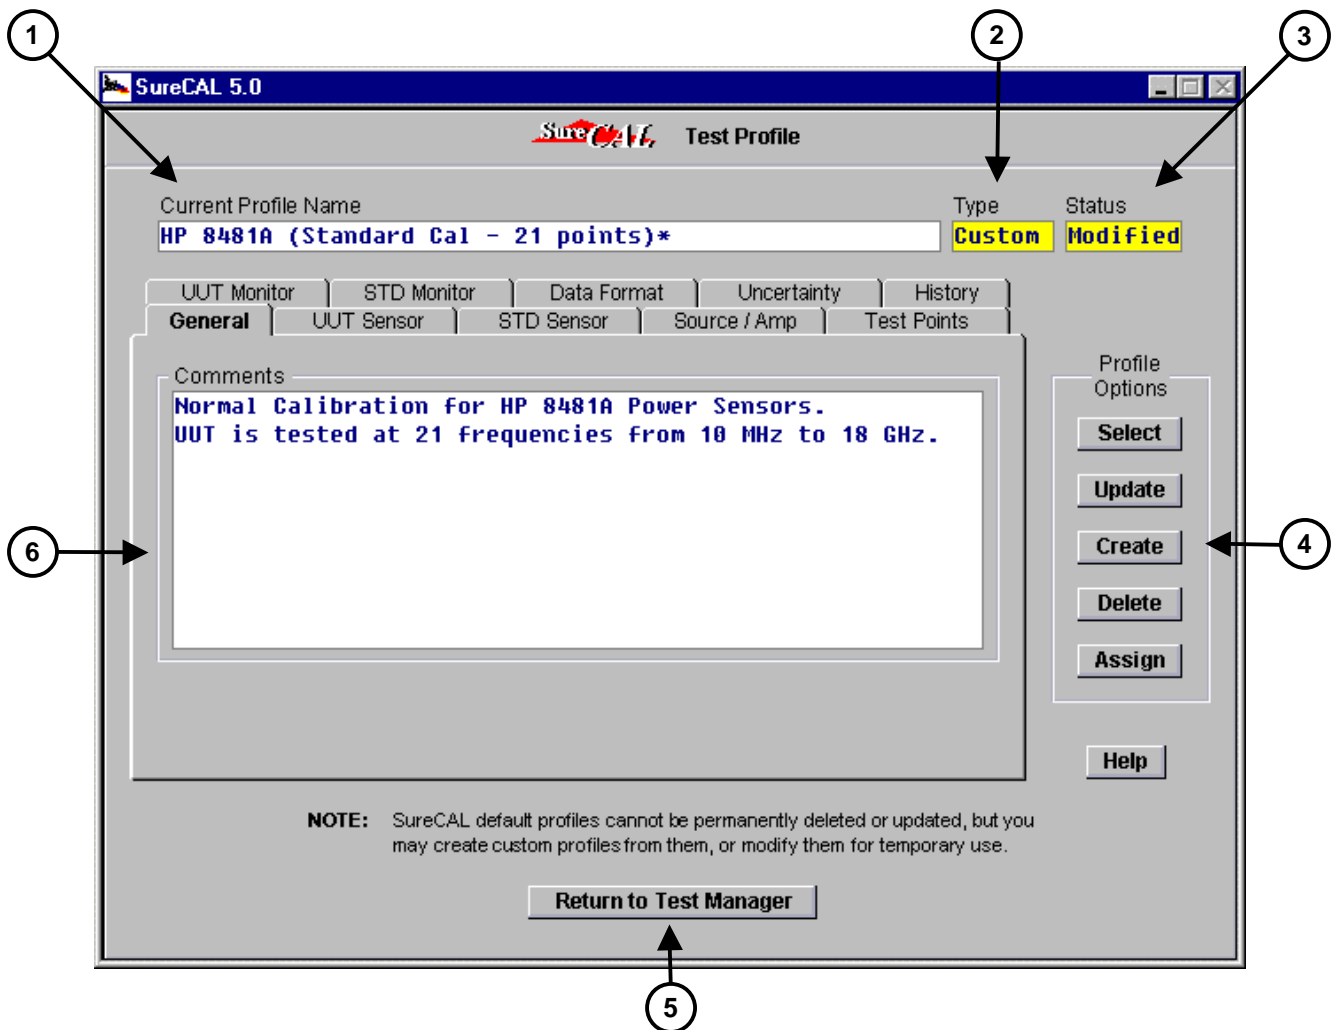 1
2
3
SureCAL 5.0
SureCAL Test Profile
Current Profile Name
Type
Status
HP 8481A (Standard Cal - 21 points)*
Custom
Modified
UUT Monitor
STD Monitor
Data Format
Uncertainty
History
General
UUT Sensor
STD Sensor
Source / Amp
Test Points
Comments
Normal Calibration for HP 8481A Power Sensors.
UUT is tested at 21 frequencies from 10 MHz to 18 GHz.
Profile
Options
Select
Update
Create
Delete
Assign
6
4
Help
NOTE: SureCAL default profiles cannot be permanently deleted or updated, but you
may create custom profiles from them, or modify them for temporary use.
Return to Test Manager
5